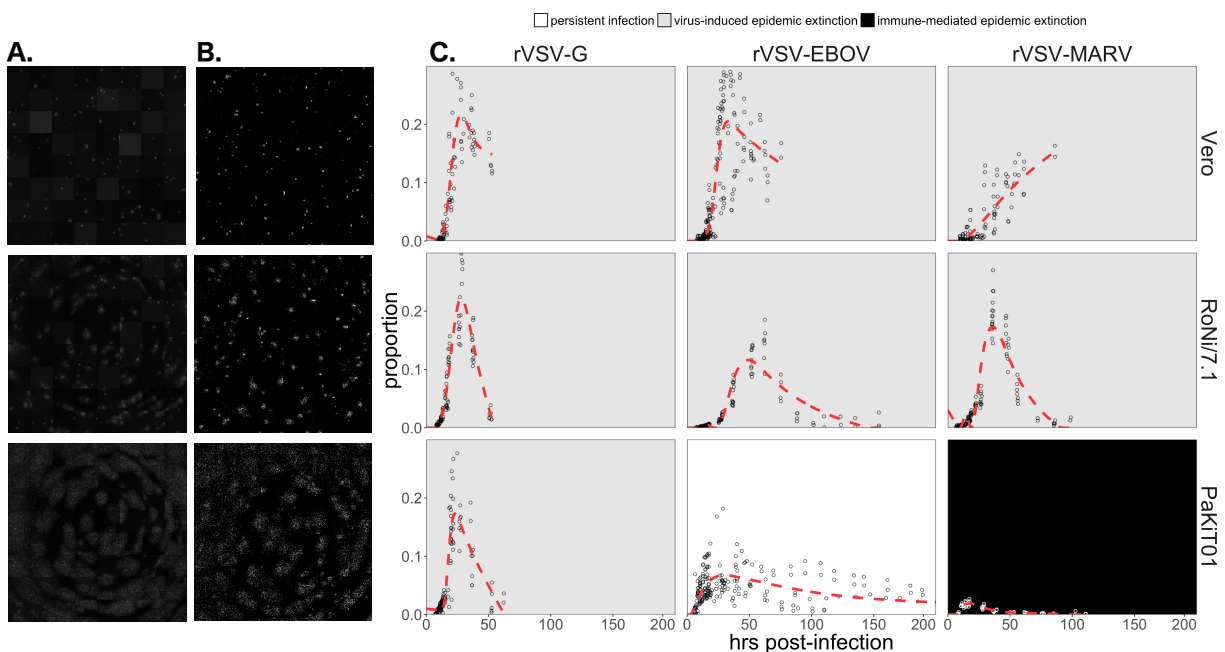 persistent infection virus-induced epidemic extinction immune-mediated epidemic extinction
A. B. C.
rVSV-G rVSV-EBOV rVSV-MARV
0.2
0.1
0.0
Vero
proportion
0.2
0.1
0.0
RoNi/7.1
0.2
0.1
0.0
PaKiT01
0 50 100 150 200 0 50 100 150 200 0 50 100 150 200
hrs post-infection